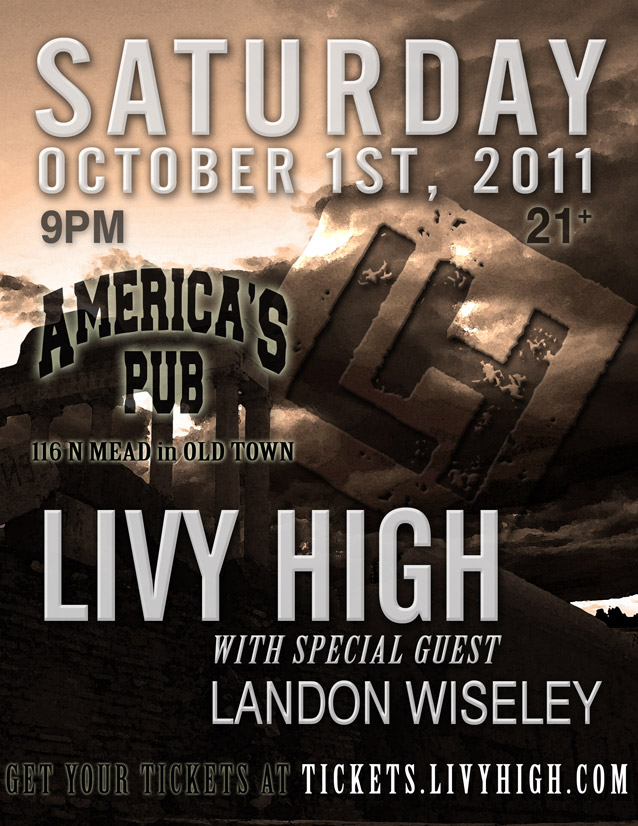 SATURDAY
OCTOBER 1ST, 2011
9PM
21+
AMERICA'S
PUB
116 N MEAD in OLD TOWN
LIVY HIGH
WITH SPECIAL GUEST
LANDON WISELEY
GET YOUR TICKETS AT TICKETS.LIVYHIGH.COM